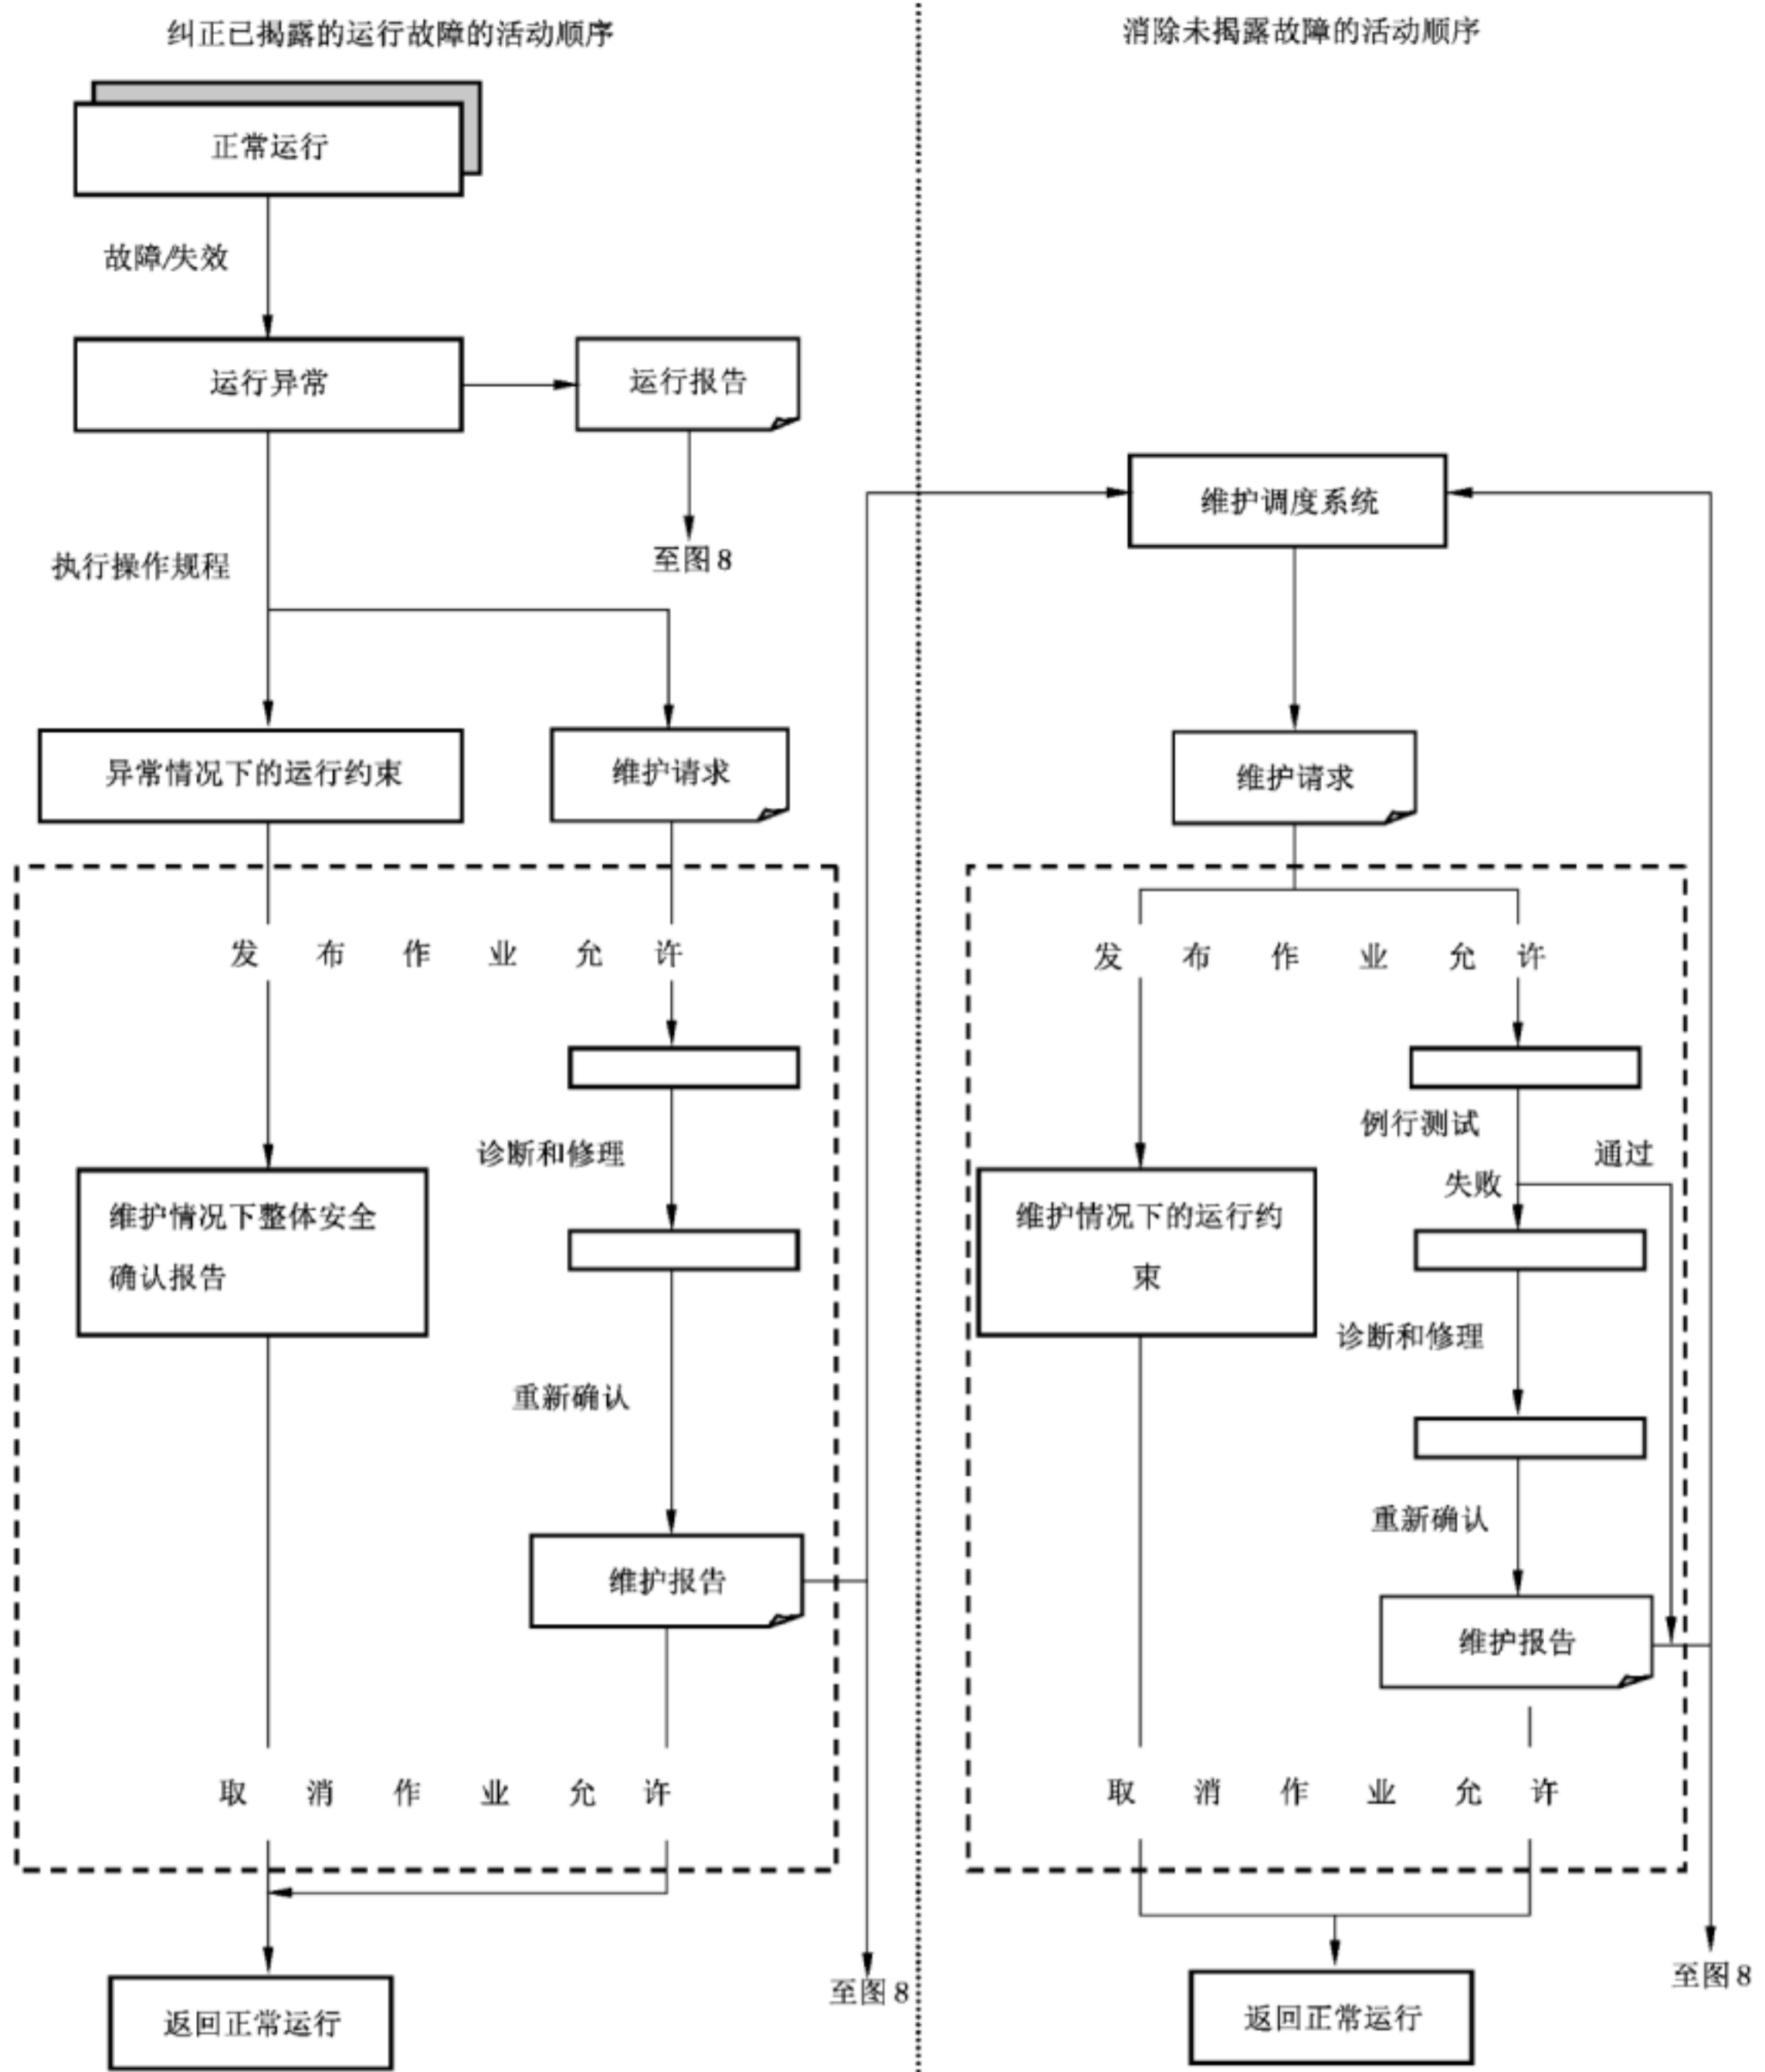 纠正已揭露的运行故障的活动顺序
正常运行
故障/失效
运行异常
运行报告
至图8
执行操作规程
异常情况下的运行约束
维护请求
发布作业允许
诊断和修理
维护情况下整体安全
确认报告
重新确认
维护报告
取消作业允许
返回正常运行
至图8
消除未揭露故障的活动顺序
维护调度系统
维护请求
发布作业允许
例行测试
通过
失败
维护情况下的运行约
束
诊断和修理
重新确认
维护报告
取消作业允许
返回正常运行
至图8